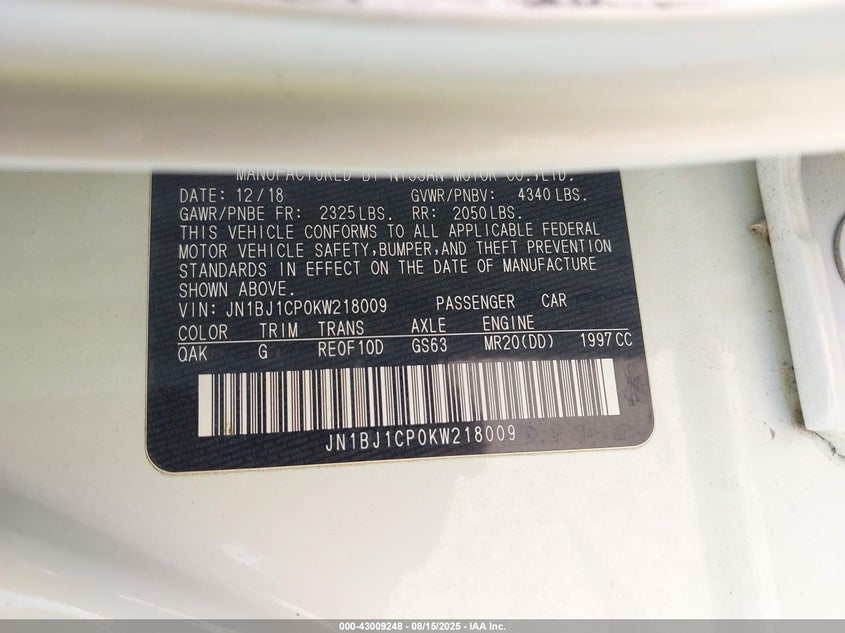 MANUFACTURED BY NISSAN MOTOR CO.,LTD.
DATE: 12/18 GVWR/PNBV: 4340 LBS.
GAWR/PNBE FR: 2325 LBS. RR: 2050 LBS.
THIS VEHICLE CONFORMS TO ALL APPLICABLE FEDERAL
MOTOR VEHICLE SAFETY,BUMPER,AND THEFT PREVENTION
STANDARDS IN EFFECT ON THE DATE OF MANUFACTURE
SHOWN ABOVE.
VIN: JN1BJ1CP0KW218009 PASSENGER CAR
COLOR TRIM TRANS AXLE ENGINE
QAK G RE0F10D GS63 MR20(DD) 1997CC
JN1BJ1CP0KW218009
000-43009248 - 08/15/2025 - IAA Inc.